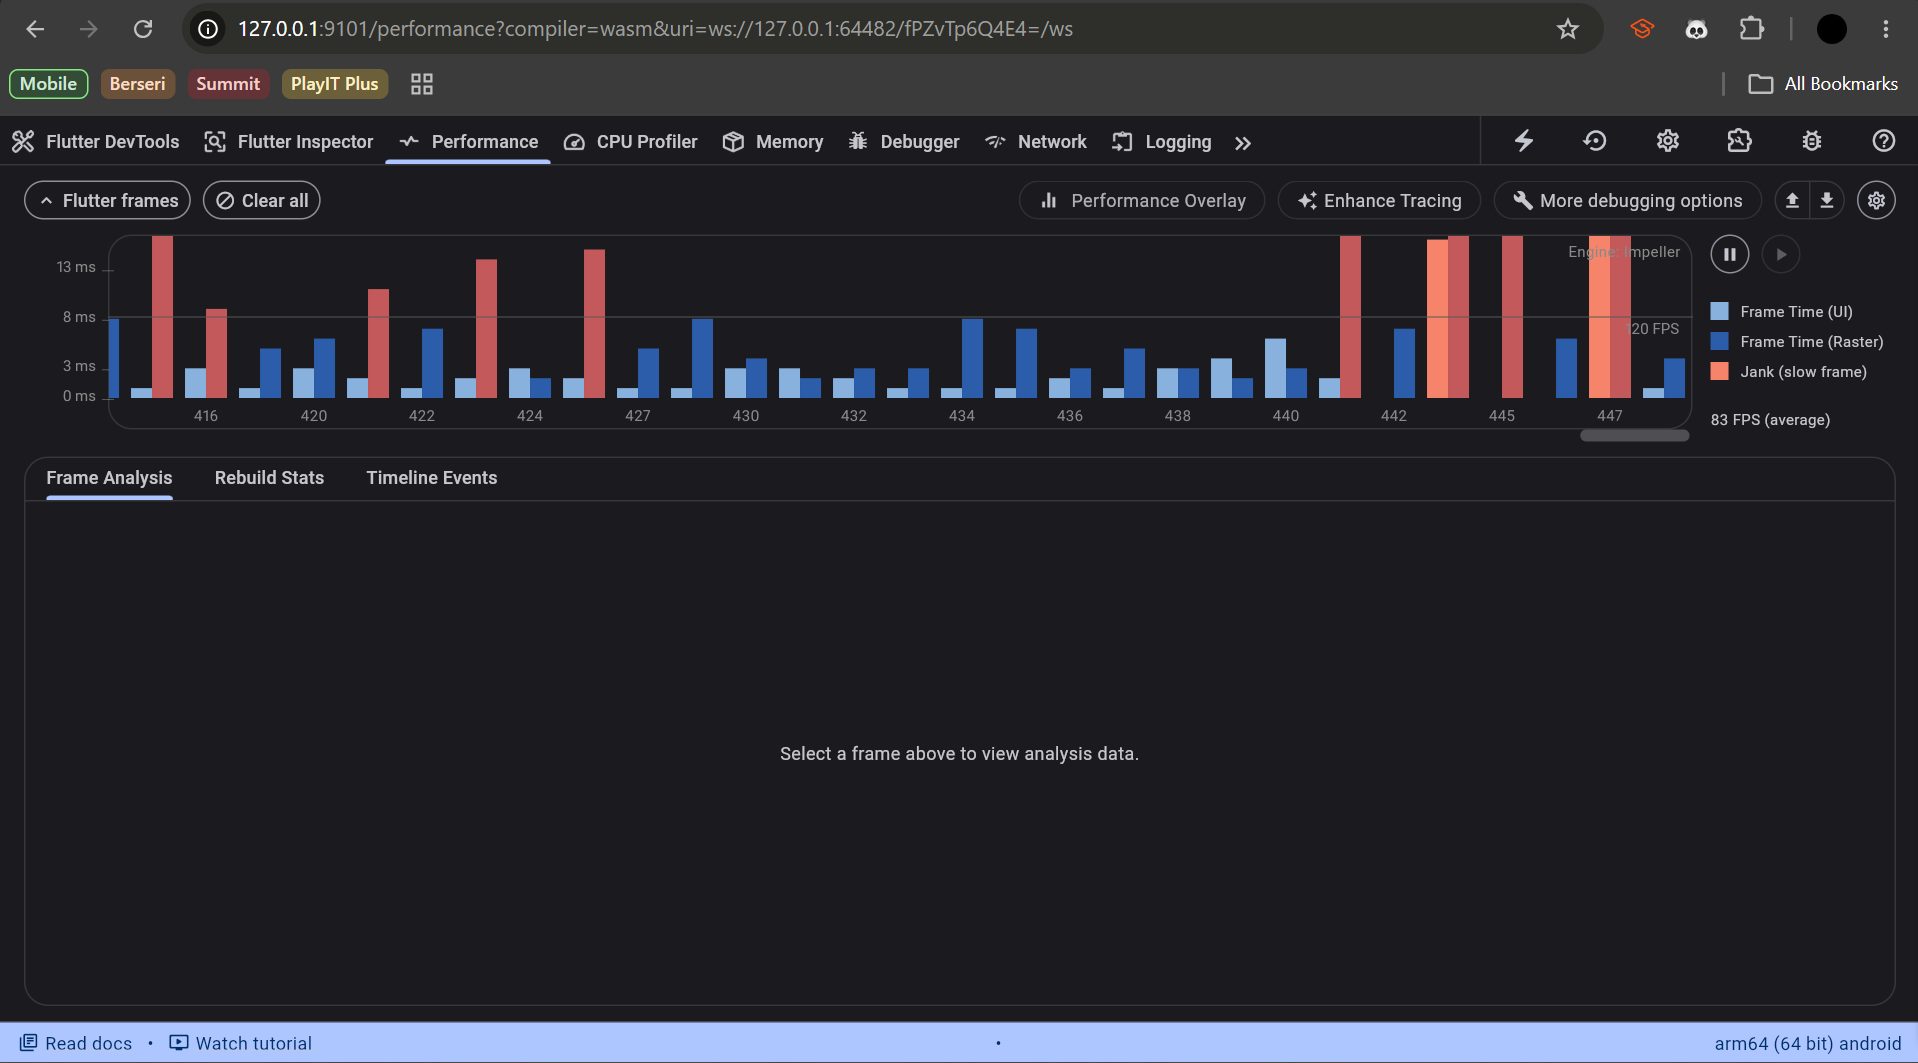 127.0.0.1:9101/performance?compiler=wasm&uri=ws://127.0.0.1:64482/fPZvTp6Q4E4=/ws
Mobile Berseri Summit PlayIT Plus All Bookmarks
Flutter DevTools Flutter Inspector Performance CPU Profiler Memory Debugger Network Logging
Flutter frames Clear all Performance Overlay Enhance Tracing More debugging options
Engine: Impeller
13 ms
8 ms
3 ms
0 ms
120 FPS
416 420 422 424 427 430 432 434 436 438 440 442 445 447
Frame Time (UI)
Frame Time (Raster)
Jank (slow frame)
83 FPS (average)
Frame Analysis Rebuild Stats Timeline Events
Select a frame above to view analysis data.
Read docs • Watch tutorial • arm64 (64 bit) android